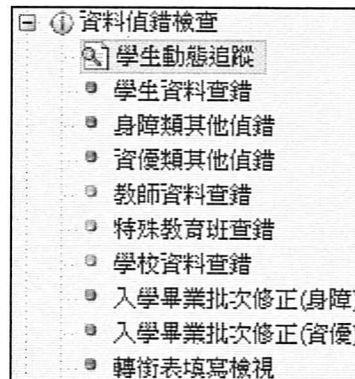 資料偵錯檢查
學生動態追蹤
學生資料查錯
身障類其他偵錯
資優類其他偵錯
教師資料查錯
特殊教育班查錯
學校資料查錯
入學畢業批次修正(身障)
入學畢業批次修正(資優)
轉銜表填寫檢視